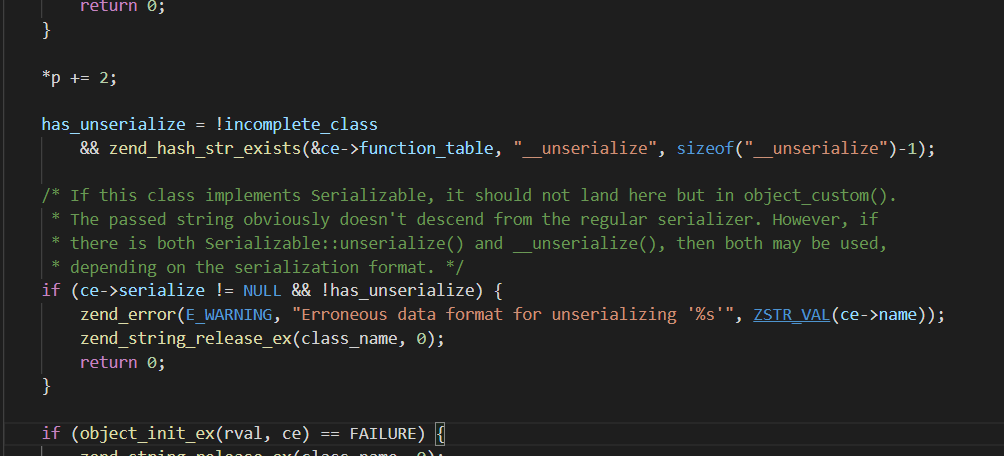 return 0;
}
*p += 2;
has_unserialize = !incomplete_class
&& zend_hash_str_exists(&ce->function_table, "__unserialize", sizeof("__unserialize")-1);
/* If this class implements Serializable, it should not land here but in object_custom().
* The passed string obviously doesn't descend from the regular serializer. However, if
* there is both Serializable::unserialize() and __unserialize(), then both may be used,
* depending on the serialization format. */
if (ce->serialize != NULL && !has_unserialize) {
zend_error(E_WARNING, "Erroneous data format for unserializing '%s'", ZSTR_VAL(ce->name));
zend_string_release_ex(class_name, 0);
return 0;
}
if (object_init_ex(rval, ce) == FAILURE) {
zend_string_release_ex(class_name, 0);